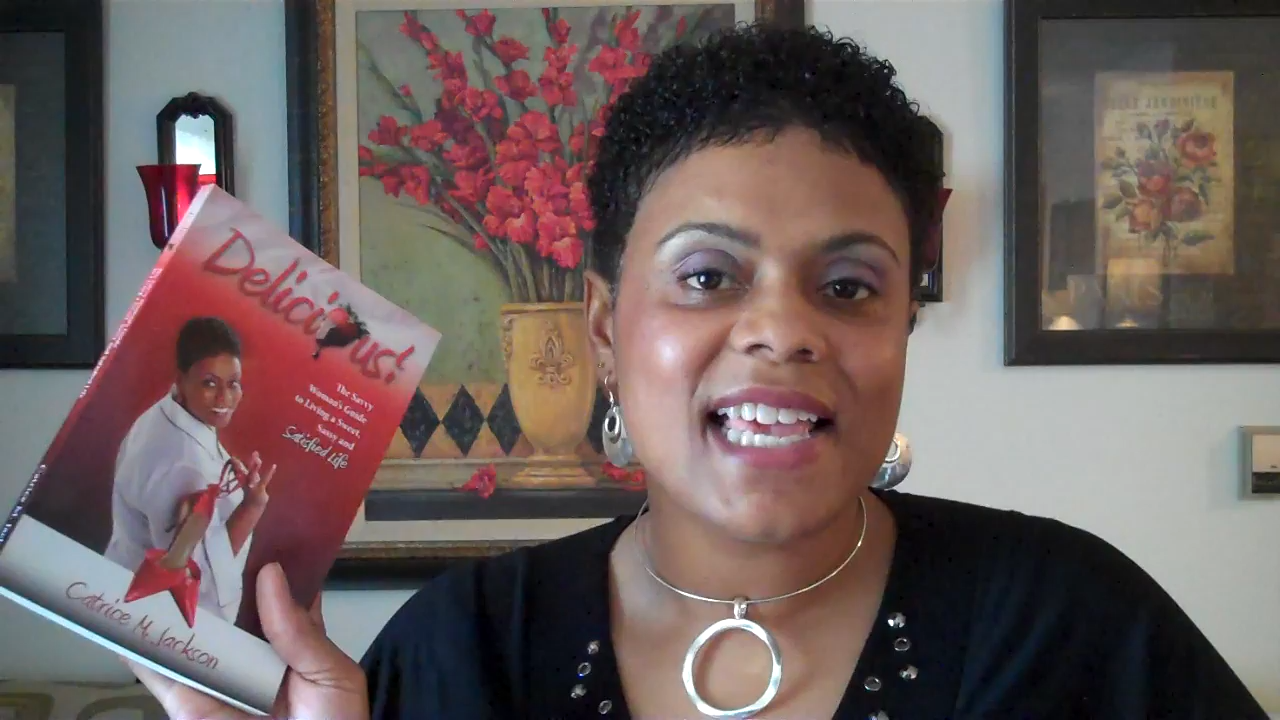 Delicious!
The Savvy
Woman's Guide
to Living a Sweet,
Sassy and
Satisfied Life
Catrice M. Jackson